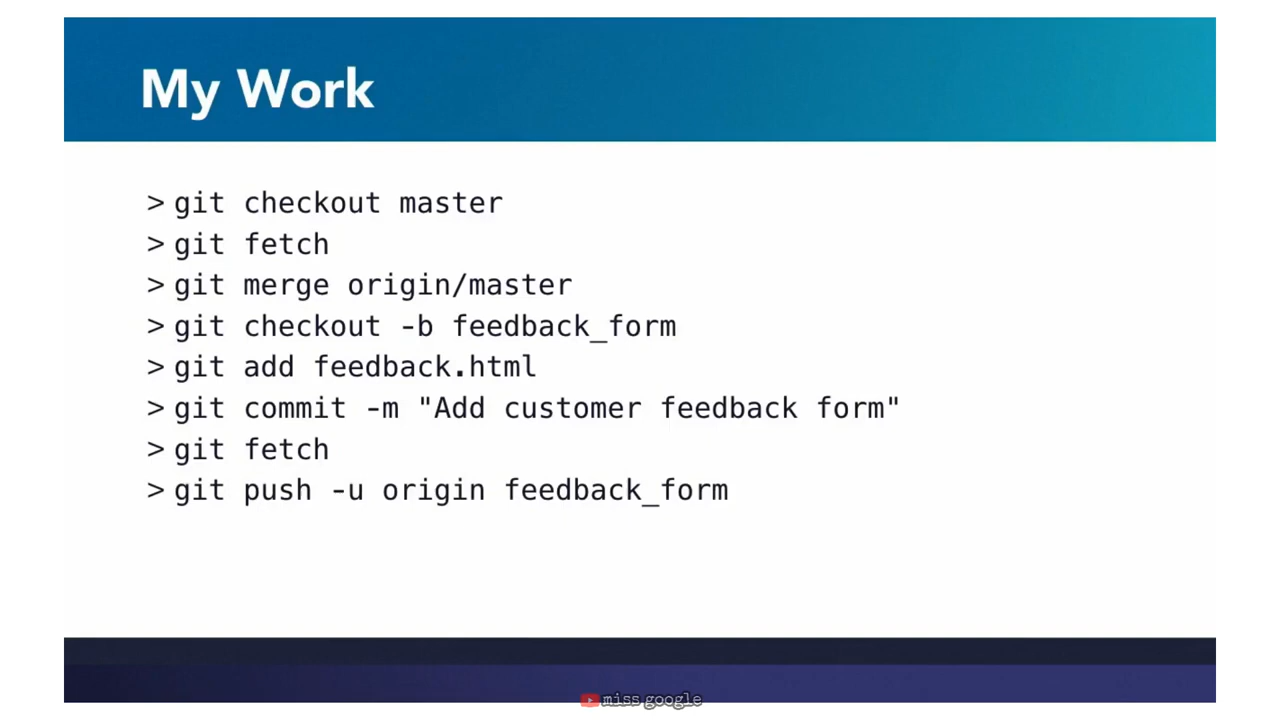 My Work
> git checkout master
> git fetch
> git merge origin/master
> git checkout -b feedback_form
> git add feedback.html
> git commit -m "Add customer feedback form"
> git fetch
> git push -u origin feedback_form
miss google